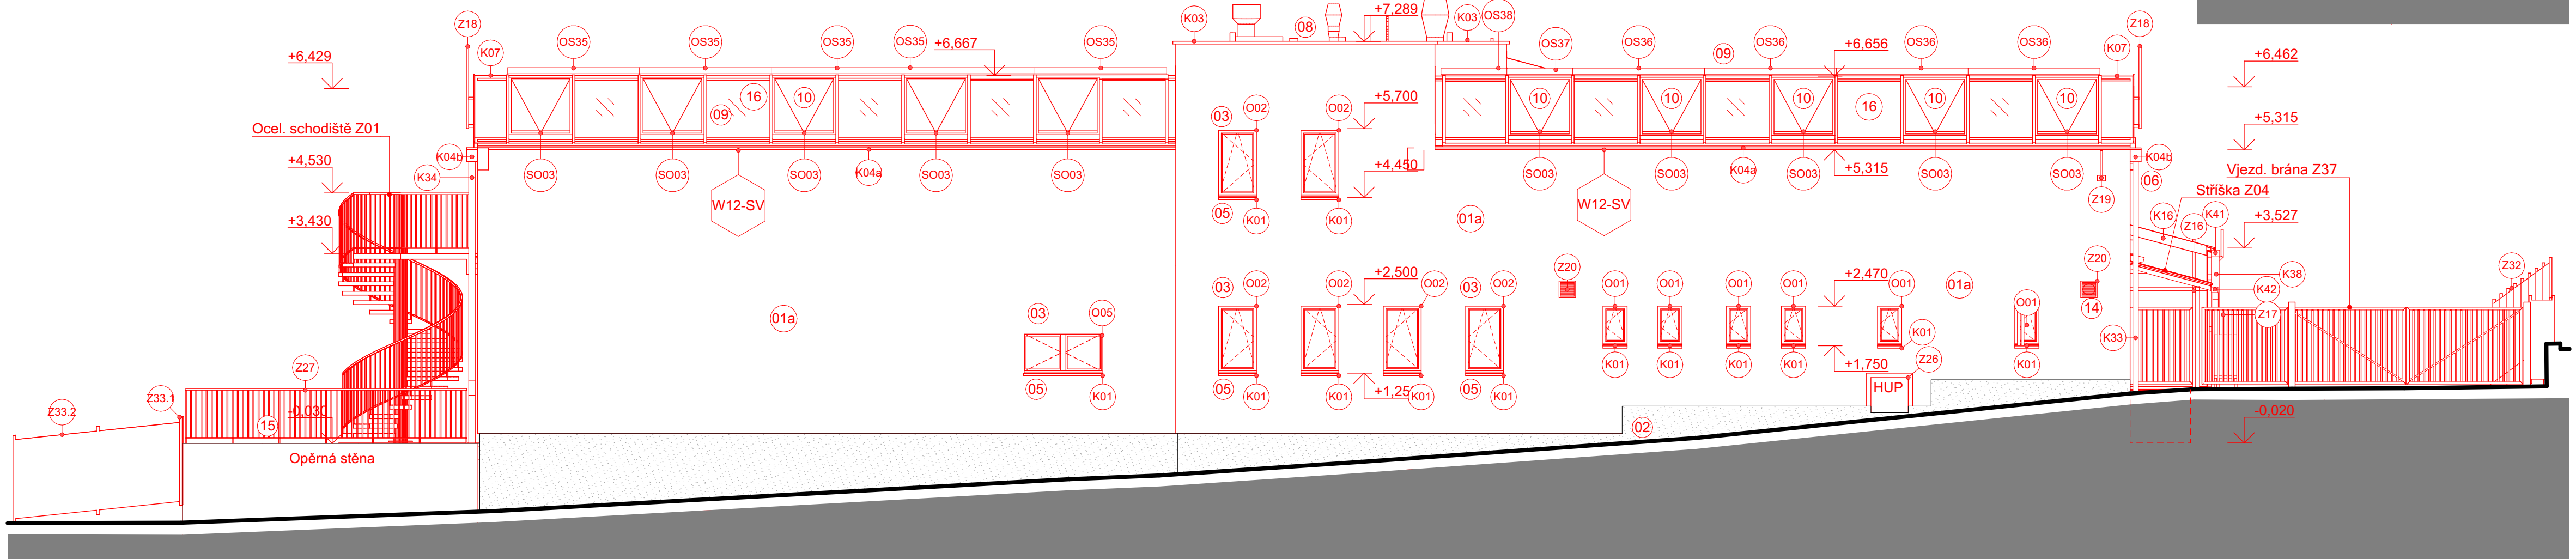 +7,289
Z18
K03
08
K03
OS38
Z18
K07
OS35
OS35
OS35
OS35
+6,667
OS35
OS37
OS36
09
OS36
+6,656
OS36
OS36
K07
+6,429
+6,462
16
10
09
10
10
10
16
10
10
+5,700
03
O02
O02
+5,315
Ocel. schodiště Z01
K04b
+4,530
K34
SO03
SO03
SO03
K04a
SO03
SO03
+4,450
SO03
SO03
K04a
SO03
+5,315
SO03
SO03
K04b
06
Vjezd. brána Z37
Stříška Z04
Z19
W12-SV
W12-SV
05
K01
K01
01a
K16
Z16
K41
+3,527
+3,430
Z20
Z20
K38
Z32
K42
+2,500
+2,470
03
O02
O02
O02
03
O02
O01
O01
O01
O01
O01
01a
O01
14
01a
03
O05
Z17
K01
K33
Z27
05
K01
05
K01
K01
+1,25
K01
05
K01
K01
K01
K01
K01
+1,750
Z26
HUP
K01
Z33.1
Z33.2
-0,030
15
02
-0,020
Opěrná stěna